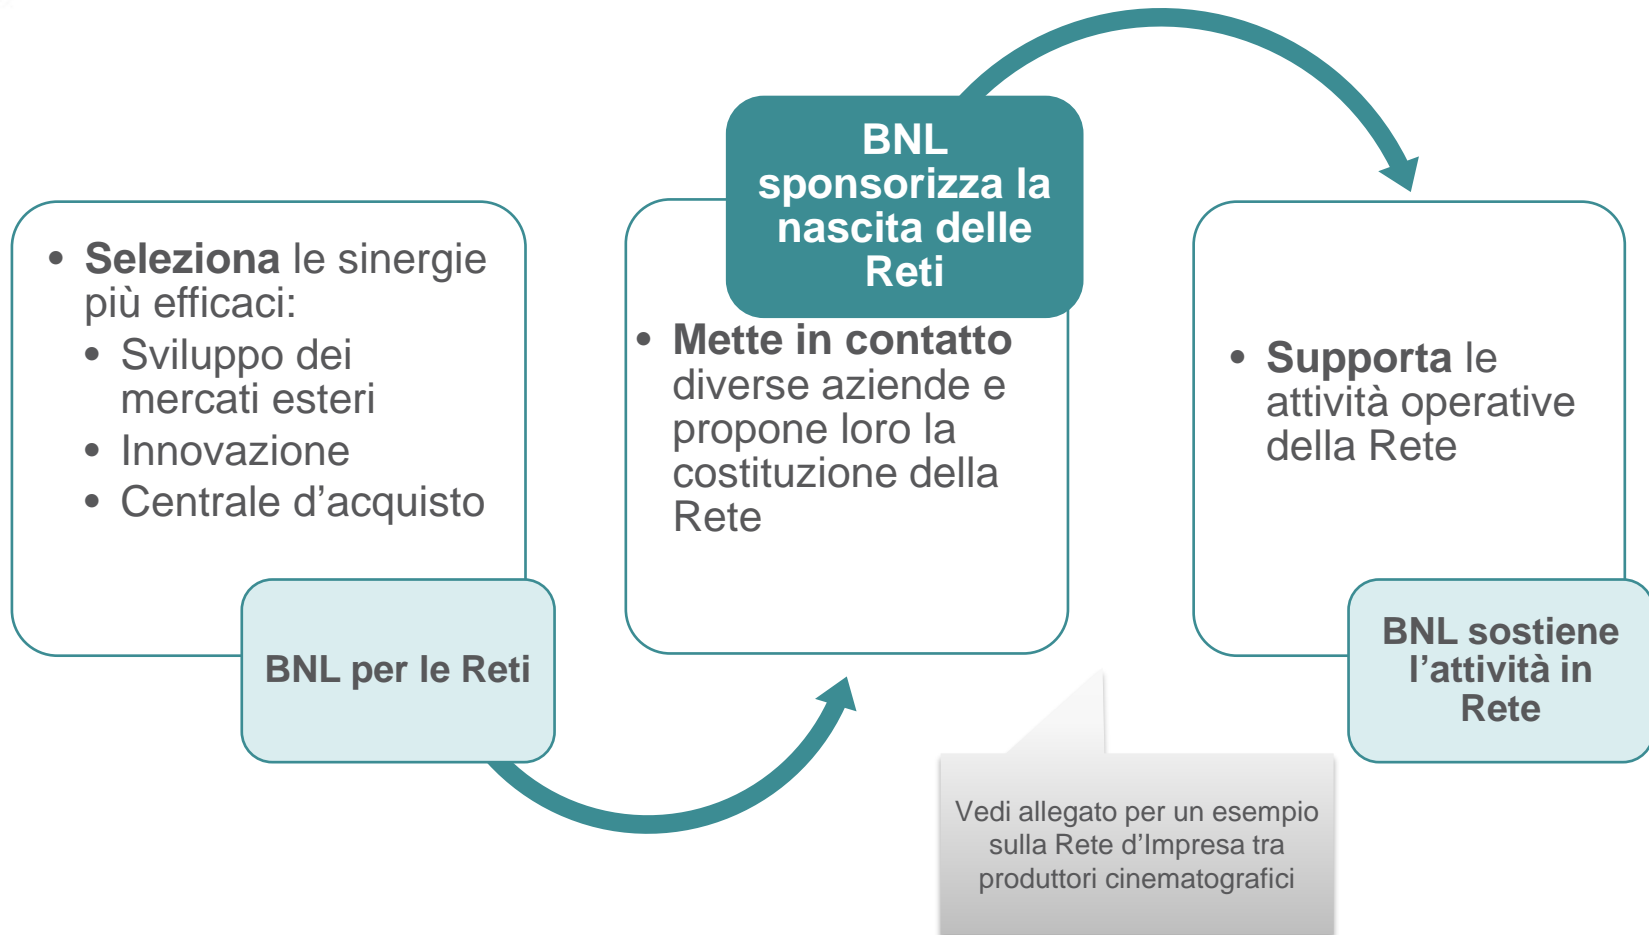 • Seleziona le sinergie
più efficaci:
• Sviluppo dei
mercati esteri
• Innovazione
• Centrale d’acquisto
BNL per le Reti
BNL
sponsorizza la
nascita delle
Reti
• Mette in contatto
diverse aziende e
propone loro la
costituzione della
Rete
• Supporta le
attività operative
della Rete
BNL sostiene
l’attività in
Rete
Vedi allegato per un esempio
sulla Rete d’Impresa tra
produttori cinematografici